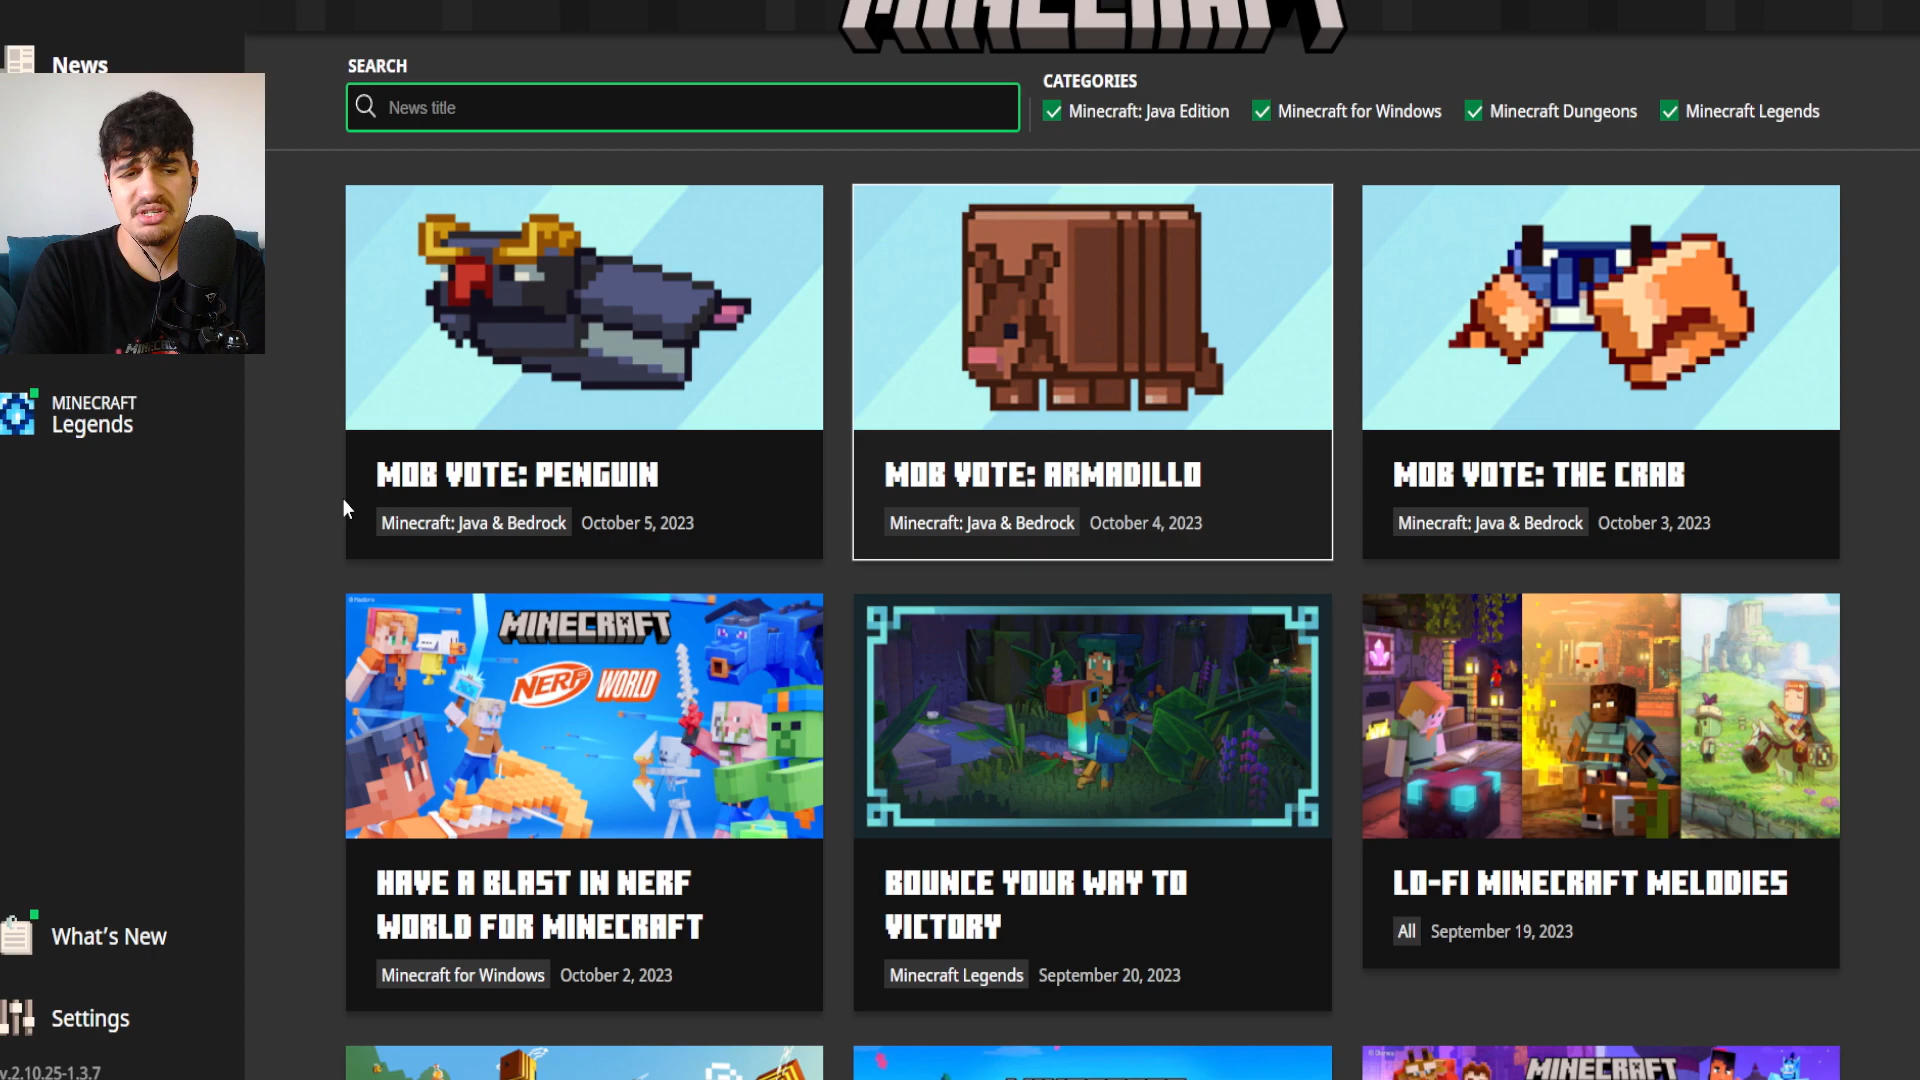 MINECRAFT
News
SEARCH
News title
CATEGORIES
Minecraft: Java Edition
Minecraft for Windows
Minecraft Dungeons
Minecraft Legends
MINECRAFT
Legends
MOB VOTE: PENGUIN
Minecraft: Java & Bedrock October 5, 2023
MOB VOTE: ARMADILLO
Minecraft: Java & Bedrock October 4, 2023
MOB VOTE: THE CRAB
Minecraft: Java & Bedrock October 3, 2023
MINECRAFT
NERF WORLD
HAVE A BLAST IN NERF
WORLD FOR MINECRAFT
Minecraft for Windows October 2, 2023
BOUNCE YOUR WAY TO
VICTORY
Minecraft Legends September 20, 2023
LO-FI MINECRAFT MELODIES
All September 19, 2023
What's New
Settings
v.2.10.25-1.3.7
MINECRAFT